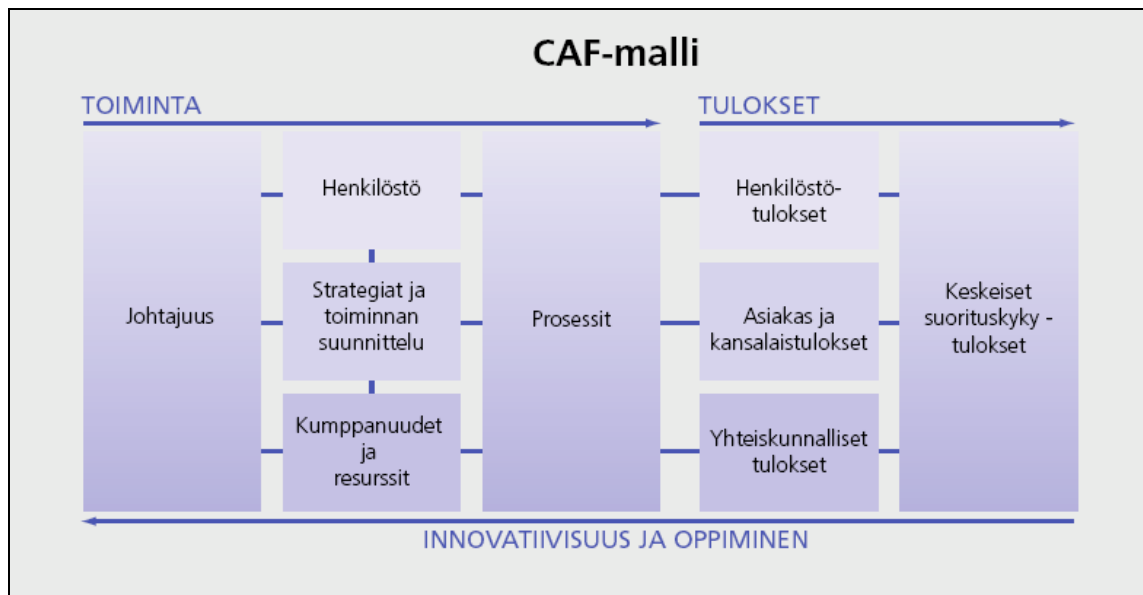 CAF-malli
TOIMINTA
TULOKSET
Johtajuus
Henkilöstö
Strategiat ja
toiminnan
suunnittelu
Kumppanuudet
ja
resurssit
Prosessit
Henkilöstö-
tulokset
Asiakas ja
kansalaistulokset
Yhteiskunnalliset
tulokset
Keskeiset
suorituskyky -
tulokset
INNOVATIIVISUUS JA OPPIMINEN